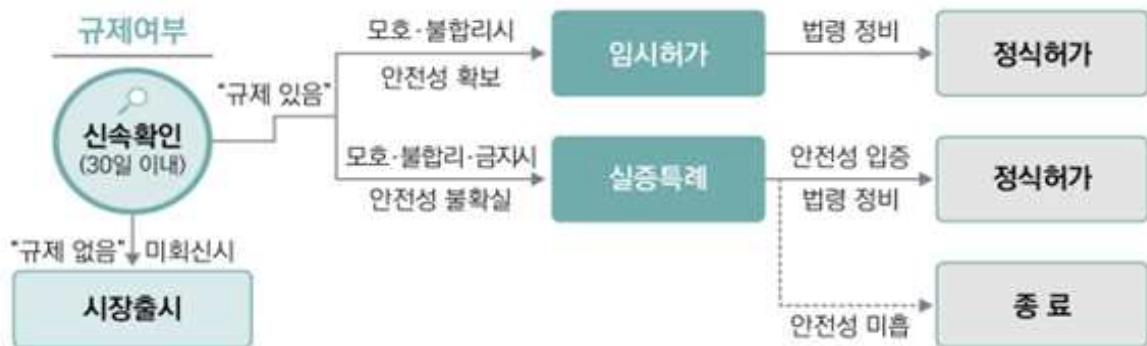 규제여부
신속확인
(30일 이내)
"규제 있음"
모호·불합리시
안전성 확보
임시허가
법령 정비
정식허가
모호·불합리·금지시
안전성 불확실
실증특례
안전성 입증
법령 정비
정식허가
"규제 없음" 미회신시
시장출시
안전성 미흡
종 료